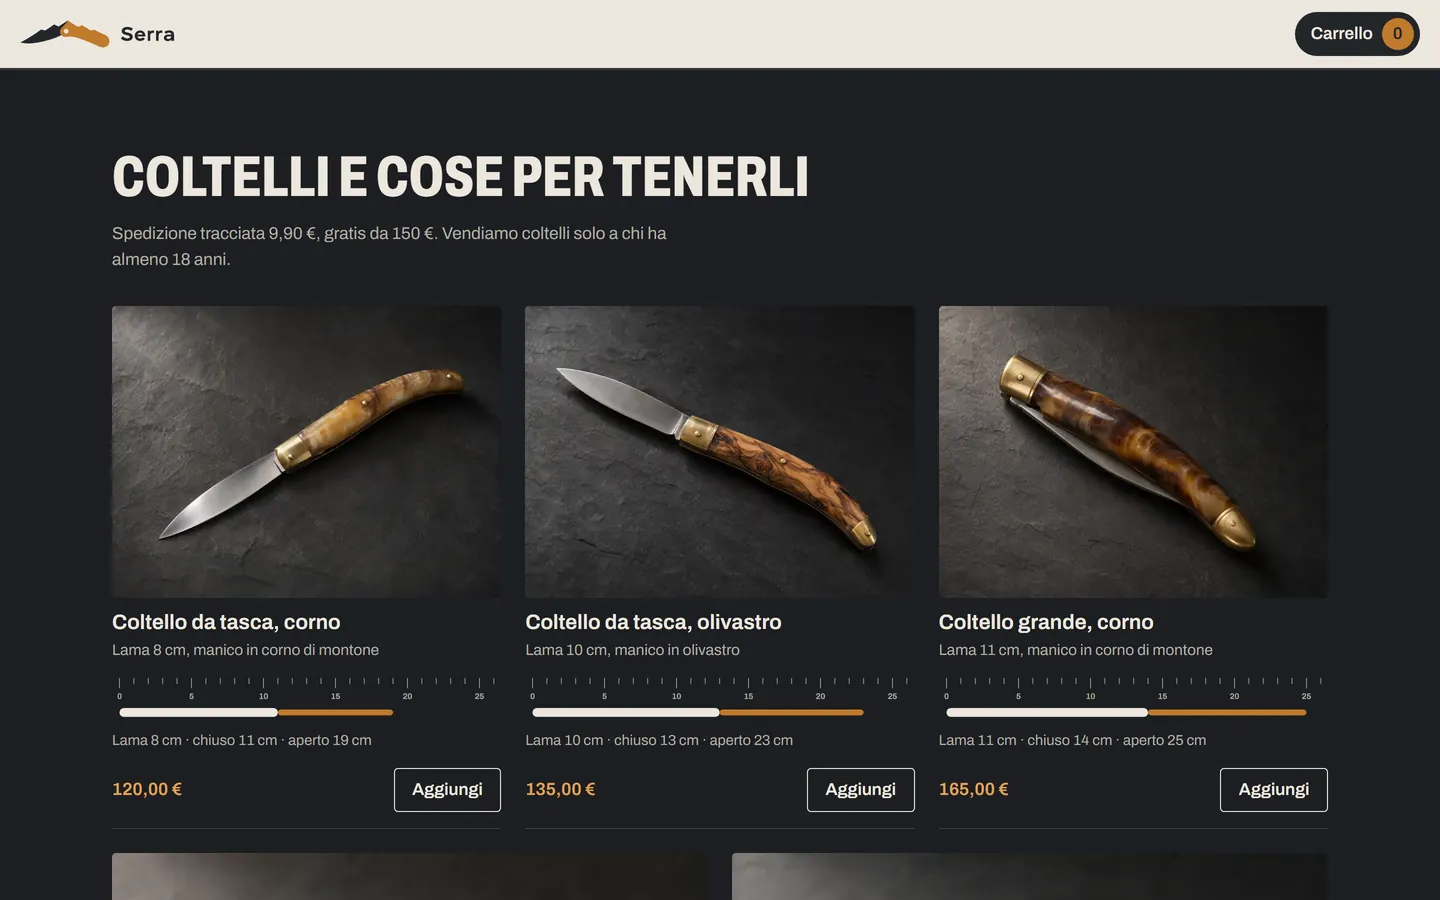 Serra
Carrello 0
COLTELLI E COSE PER TENERLI
Spedizione tracciata 9,90 €, gratis da 150 €. Vendiamo coltelli solo a chi ha
almeno 18 anni.
Coltello da tasca, corno
Lama 8 cm, manico in corno di montone
0 5 10 15 20 25
Lama 8 cm · chiuso 11 cm · aperto 19 cm
120,00 €
Aggiungi
Coltello da tasca, olivastro
Lama 10 cm, manico in olivastro
0 5 10 15 20 25
Lama 10 cm · chiuso 13 cm · aperto 23 cm
135,00 €
Aggiungi
Coltello grande, corno
Lama 11 cm, manico in corno di montone
0 5 10 15 20 25
Lama 11 cm · chiuso 14 cm · aperto 25 cm
165,00 €
Aggiungi